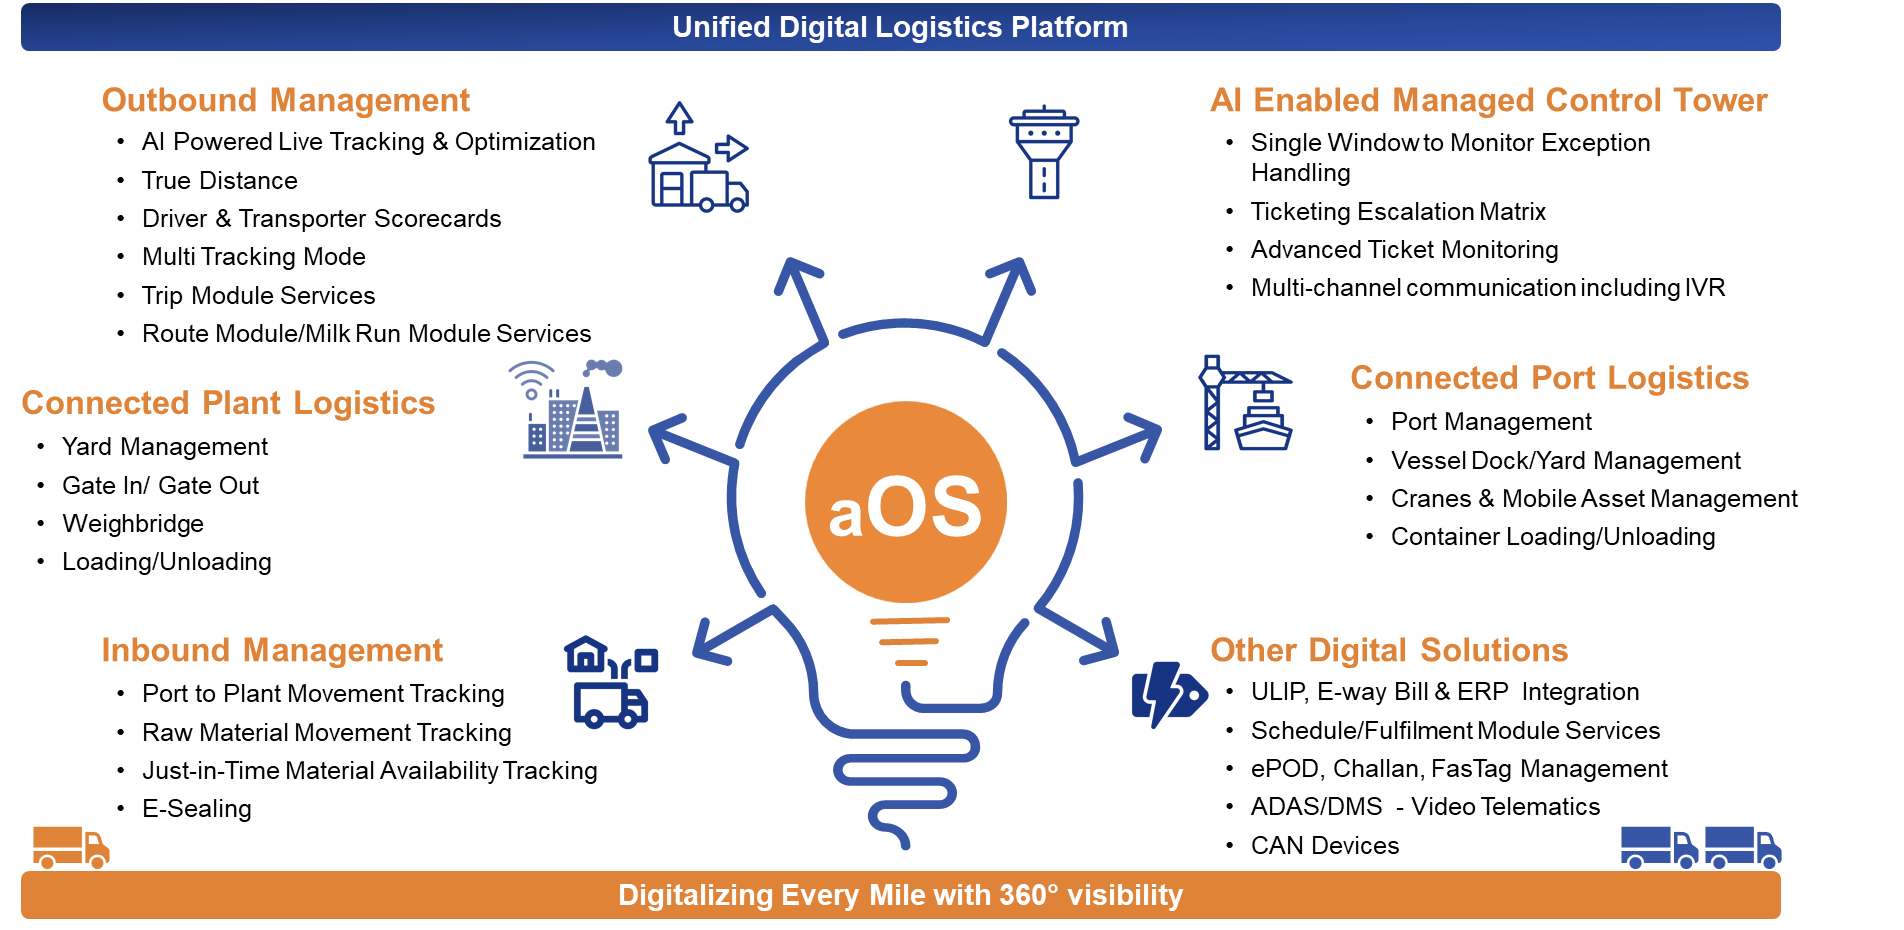 Unified Digital Logistics Platform
Outbound Management
• AI Powered Live Tracking & Optimization
• True Distance
• Driver & Transporter Scorecards
• Multi Tracking Mode
• Trip Module Services
• Route Module/Milk Run Module Services
Connected Plant Logistics
• Yard Management
• Gate In/ Gate Out
• Weighbridge
• Loading/Unloading
Inbound Management
• Port to Plant Movement Tracking
• Raw Material Movement Tracking
• Just-in-Time Material Availability Tracking
• E-Sealing
aOS
AI Enabled Managed Control Tower
• Single Window to Monitor Exception
Handling
• Ticketing Escalation Matrix
• Advanced Ticket Monitoring
• Multi-channel communication including IVR
Connected Port Logistics
• Port Management
• Vessel Dock/Yard Management
• Cranes & Mobile Asset Management
• Container Loading/Unloading
Other Digital Solutions
• ULIP, E-way Bill & ERP Integration
• Schedule/Fulfilment Module Services
• ePOD, Challan, FasTag Management
• ADAS/DMS - Video Telematics
• CAN Devices
Digitalizing Every Mile with 360° visibility